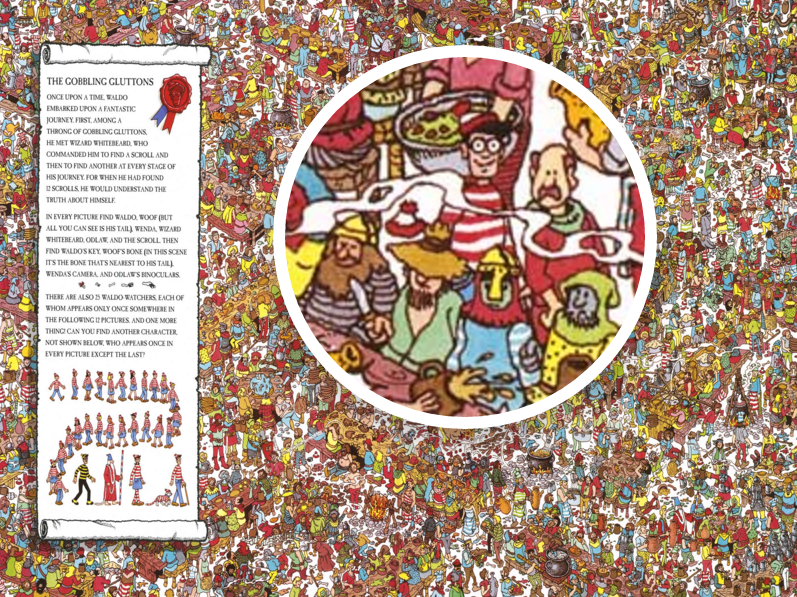 THE GOBBLING GLUTTONS
ONCE UPON A TIME, WALDO
EMBARKED UPON A FANTASTIC
JOURNEY. FIRST, AMONG A
THRONG OF GOBBLING GLUTTONS,
HE MET WIZARD WHITEBEARD, WHO
COMMANDED HIM TO FIND A SCROLL AND
THEN TO FIND ANOTHER AT EVERY STAGE OF
HIS JOURNEY. FOR WHEN HE HAD FOUND
12 SCROLLS, HE WOULD UNDERSTAND THE
TRUTH ABOUT HIMSELF.
IN EVERY PICTURE FIND WALDO, WOOF (BUT
ALL YOU CAN SEE IS HIS TAIL), WENDA, WIZARD
WHITEBEARD, ODLAW, AND THE SCROLL. THEN
FIND WALDO'S KEY, WOOF'S BONE (IN THIS SCENE
IT'S THE BONE THAT'S NEAREST TO HIS TAIL),
WENDA'S CAMERA, AND ODLAW'S BINOCULARS.
THERE ARE ALSO 25 WALDO WATCHERS, EACH OF
WHOM APPEARS ONLY ONCE SOMEWHERE IN
THE FOLLOWING 12 PICTURES. AND ONE MORE
THING! CAN YOU FIND ANOTHER CHARACTER,
NOT SHOWN BELOW, WHO APPEARS ONCE IN
EVERY PICTURE EXCEPT THE LAST?